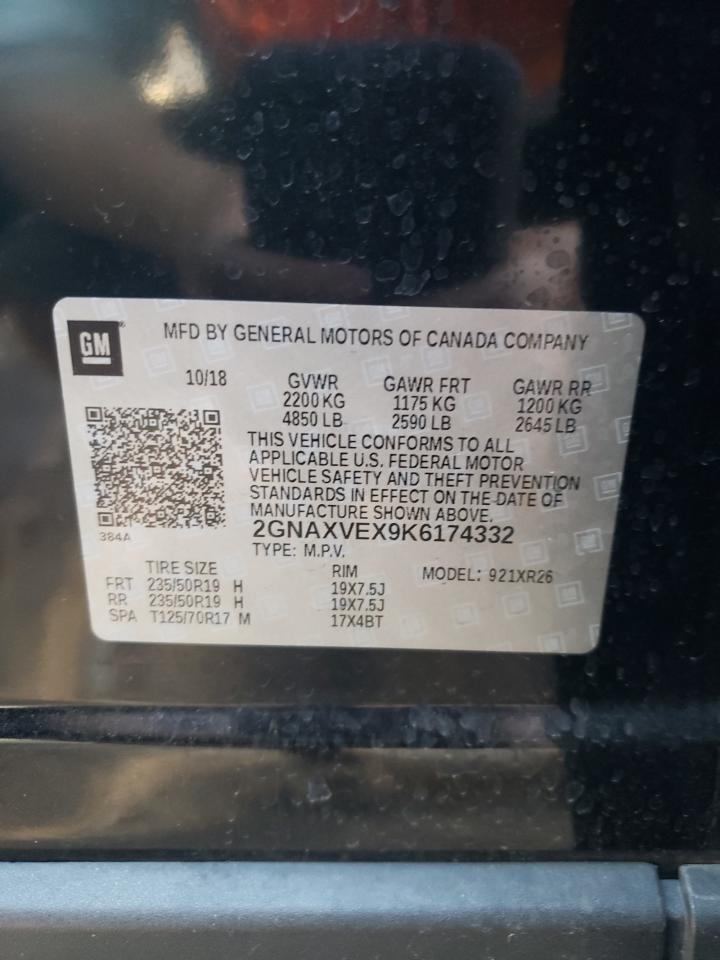 GM
MFD BY GENERAL MOTORS OF CANADA COMPANY
10/18 GVWR GAWR FRT GAWR RR
2200 KG 1175 KG 1200 KG
4850 LB 2590 LB 2645 LB
THIS VEHICLE CONFORMS TO ALL
APPLICABLE U.S. FEDERAL MOTOR
VEHICLE SAFETY AND THEFT PREVENTION
STANDARDS IN EFFECT ON THE DATE OF
MANUFACTURE SHOWN ABOVE.
384A
2GNAXVEX9K6174332
TYPE: M.P.V.
TIRE SIZE RIM MODEL: 921XR26
FRT 235/50R19 H 19X7.5J
RR 235/50R19 H 19X7.5J
SPA T125/70R17 M 17X4BT